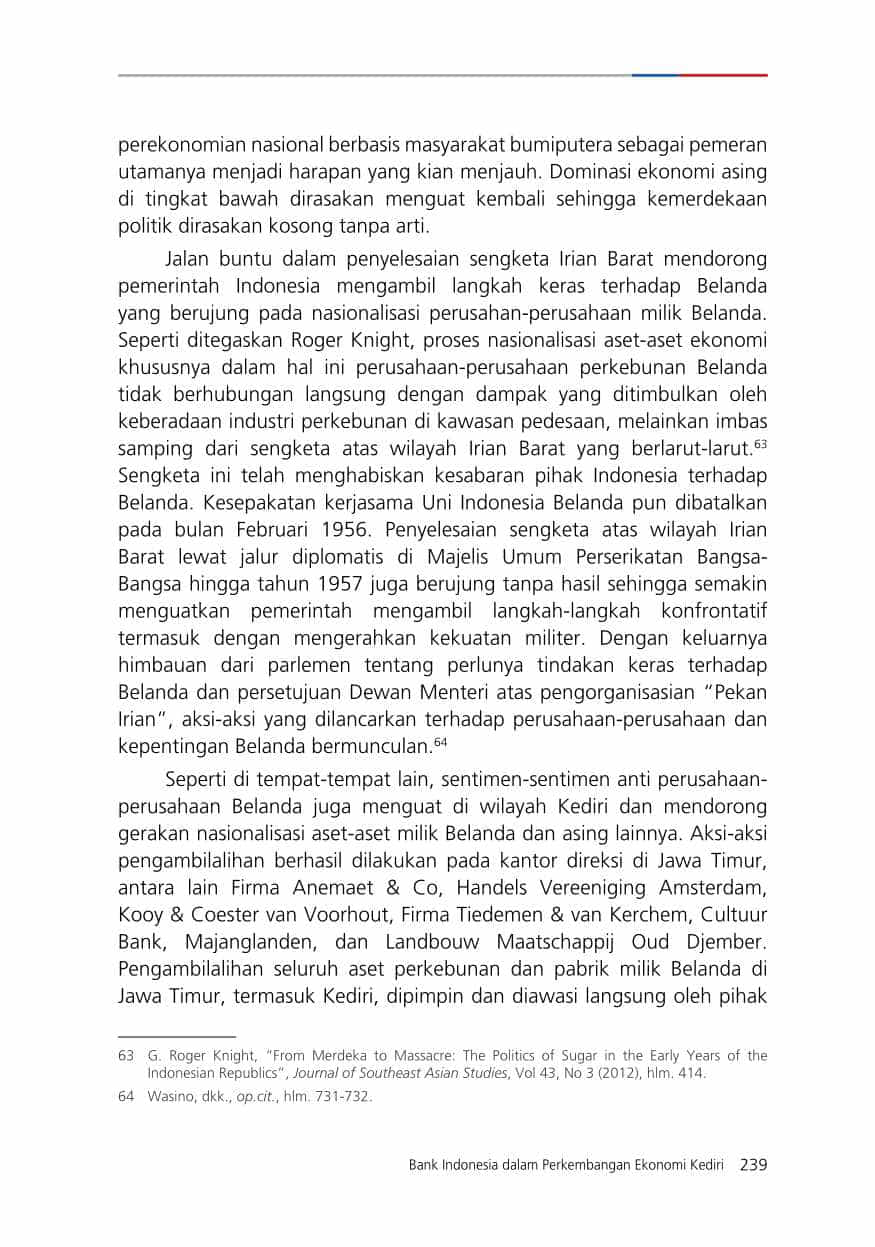 perekonomian nasional berbasis masyarakat bumiputera sebagai pemeran
utamanya menjadi harapan yang kian menjauh. Dominasi ekonomi asing
di tingkat bawah dirasakan menguat kembali sehingga kemerdekaan
politik dirasakan kosong tanpa arti.
Jalan buntu dalam penyelesaian sengketa Irian Barat mendorong
pemerintah Indonesia mengambil langkah keras terhadap Belanda
yang berujung pada nasionalisasi perusahan-perusahaan milik Belanda.
Seperti ditegaskan Roger Knight, proses nasionalisasi aset-aset ekonomi
khususnya dalam hal ini perusahaan-perusahaan perkebunan Belanda
tidak berhubungan langsung dengan dampak yang ditimbulkan oleh
keberadaan industri perkebunan di kawasan pedesaan, melainkan imbas
samping dari sengketa atas wilayah Irian Barat yang berlarut-larut.63
Sengketa ini telah menghabiskan kesabaran pihak Indonesia terhadap
Belanda. Kesepakatan kerjasama Uni Indonesia Belanda pun dibatalkan
pada bulan Februari 1956. Penyelesaian sengketa atas wilayah Irian
Barat lewat jalur diplomatis di Majelis Umum Perserikatan Bangsa-
Bangsa hingga tahun 1957 juga berujung tanpa hasil sehingga semakin
menguatkan pemerintah mengambil langkah-langkah konfrontatif
termasuk dengan mengerahkan kekuatan militer. Dengan keluarnya
himbauan dari parlemen tentang perlunya tindakan keras terhadap
Belanda dan persetujuan Dewan Menteri atas pengorganisasian “Pekan
Irian”, aksi-aksi yang dilancarkan terhadap perusahaan-perusahaan dan
kepentingan Belanda bermunculan.64
Seperti di tempat-tempat lain, sentimen-sentimen anti perusahaan-
perusahaan Belanda juga menguat di wilayah Kediri dan mendorong
gerakan nasionalisasi aset-aset milik Belanda dan asing lainnya. Aksi-aksi
pengambilalihan berhasil dilakukan pada kantor direksi di Jawa Timur,
antara lain Firma Anemaet & Co, Handels Vereeniging Amsterdam,
Kooy & Coester van Voorhout, Firma Tiedemen & van Kerchem, Cultuur
Bank, Majanglanden, dan Landbouw Maatschappij Oud Djember.
Pengambilalihan seluruh aset perkebunan dan pabrik milik Belanda di
Jawa Timur, termasuk Kediri, dipimpin dan diawasi langsung oleh pihak
63 G. Roger Knight, “From Merdeka to Massacre: The Politics of Sugar in the Early Years of the
Indonesian Republics”, Journal of Southeast Asian Studies, Vol 43, No 3 (2012), hlm. 414.
64 Wasino, dkk., op.cit., hlm. 731-732.
Bank Indonesia dalam Perkembangan Ekonomi Kediri 239